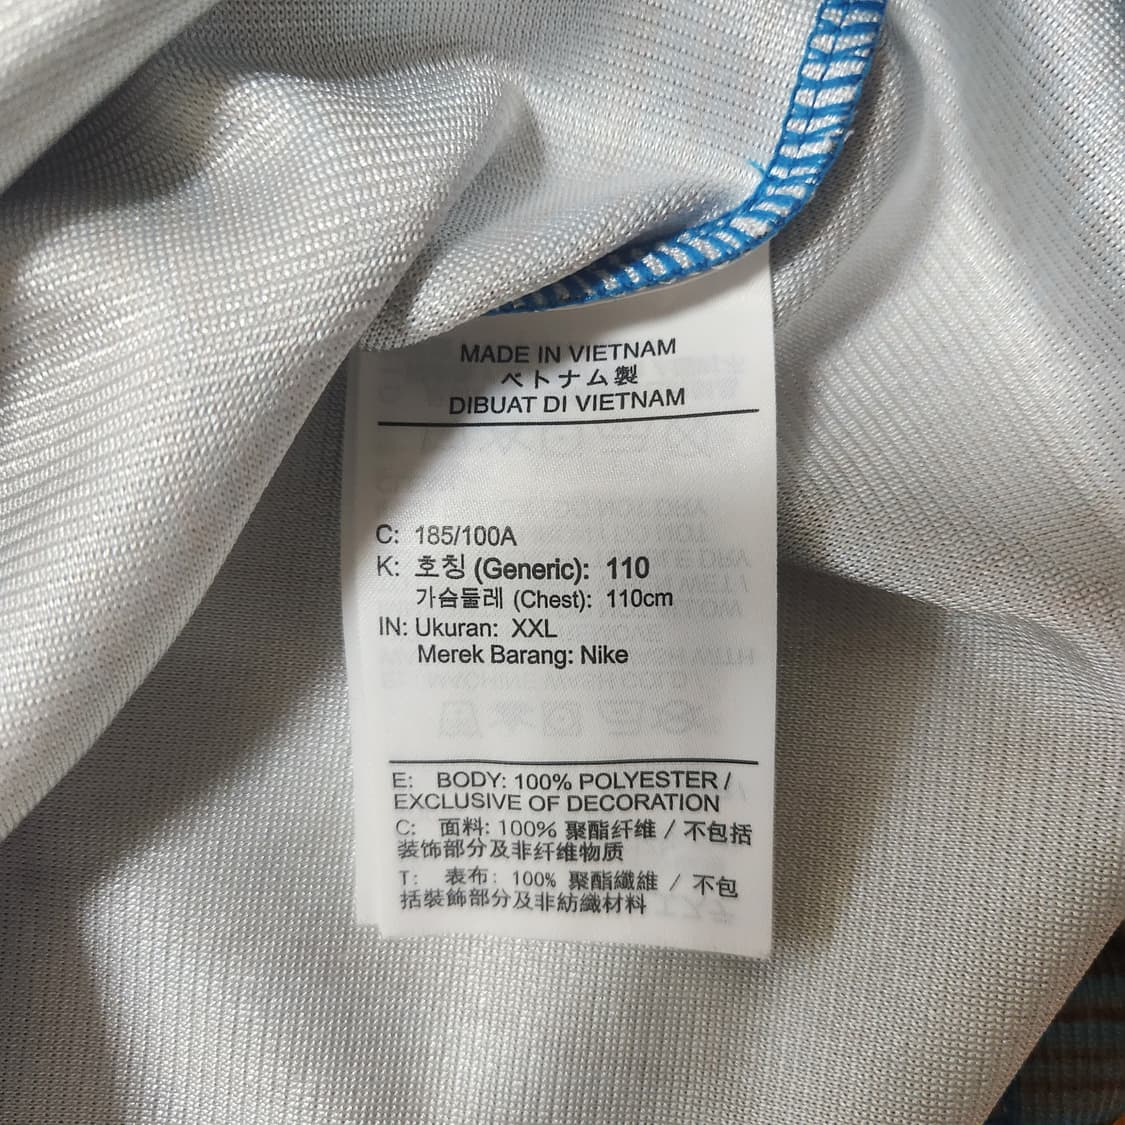 MADE IN VIETNAM
ベトナム製
DIBUAT DI VIETNAM
C: 185/100A
K: 호칭 (Generic): 110
가슴둘레 (Chest): 110cm
IN: Ukuran: XXL
Merek Barang: Nike
E: BODY: 100% POLYESTER /
EXCLUSIVE OF DECORATION
C: 面料: 100% 聚酯纤维 / 不包括
装饰部分及非纤维物质
T: 表布: 100% 聚酯纖維 / 不包
括裝飾部分及非紡織材料